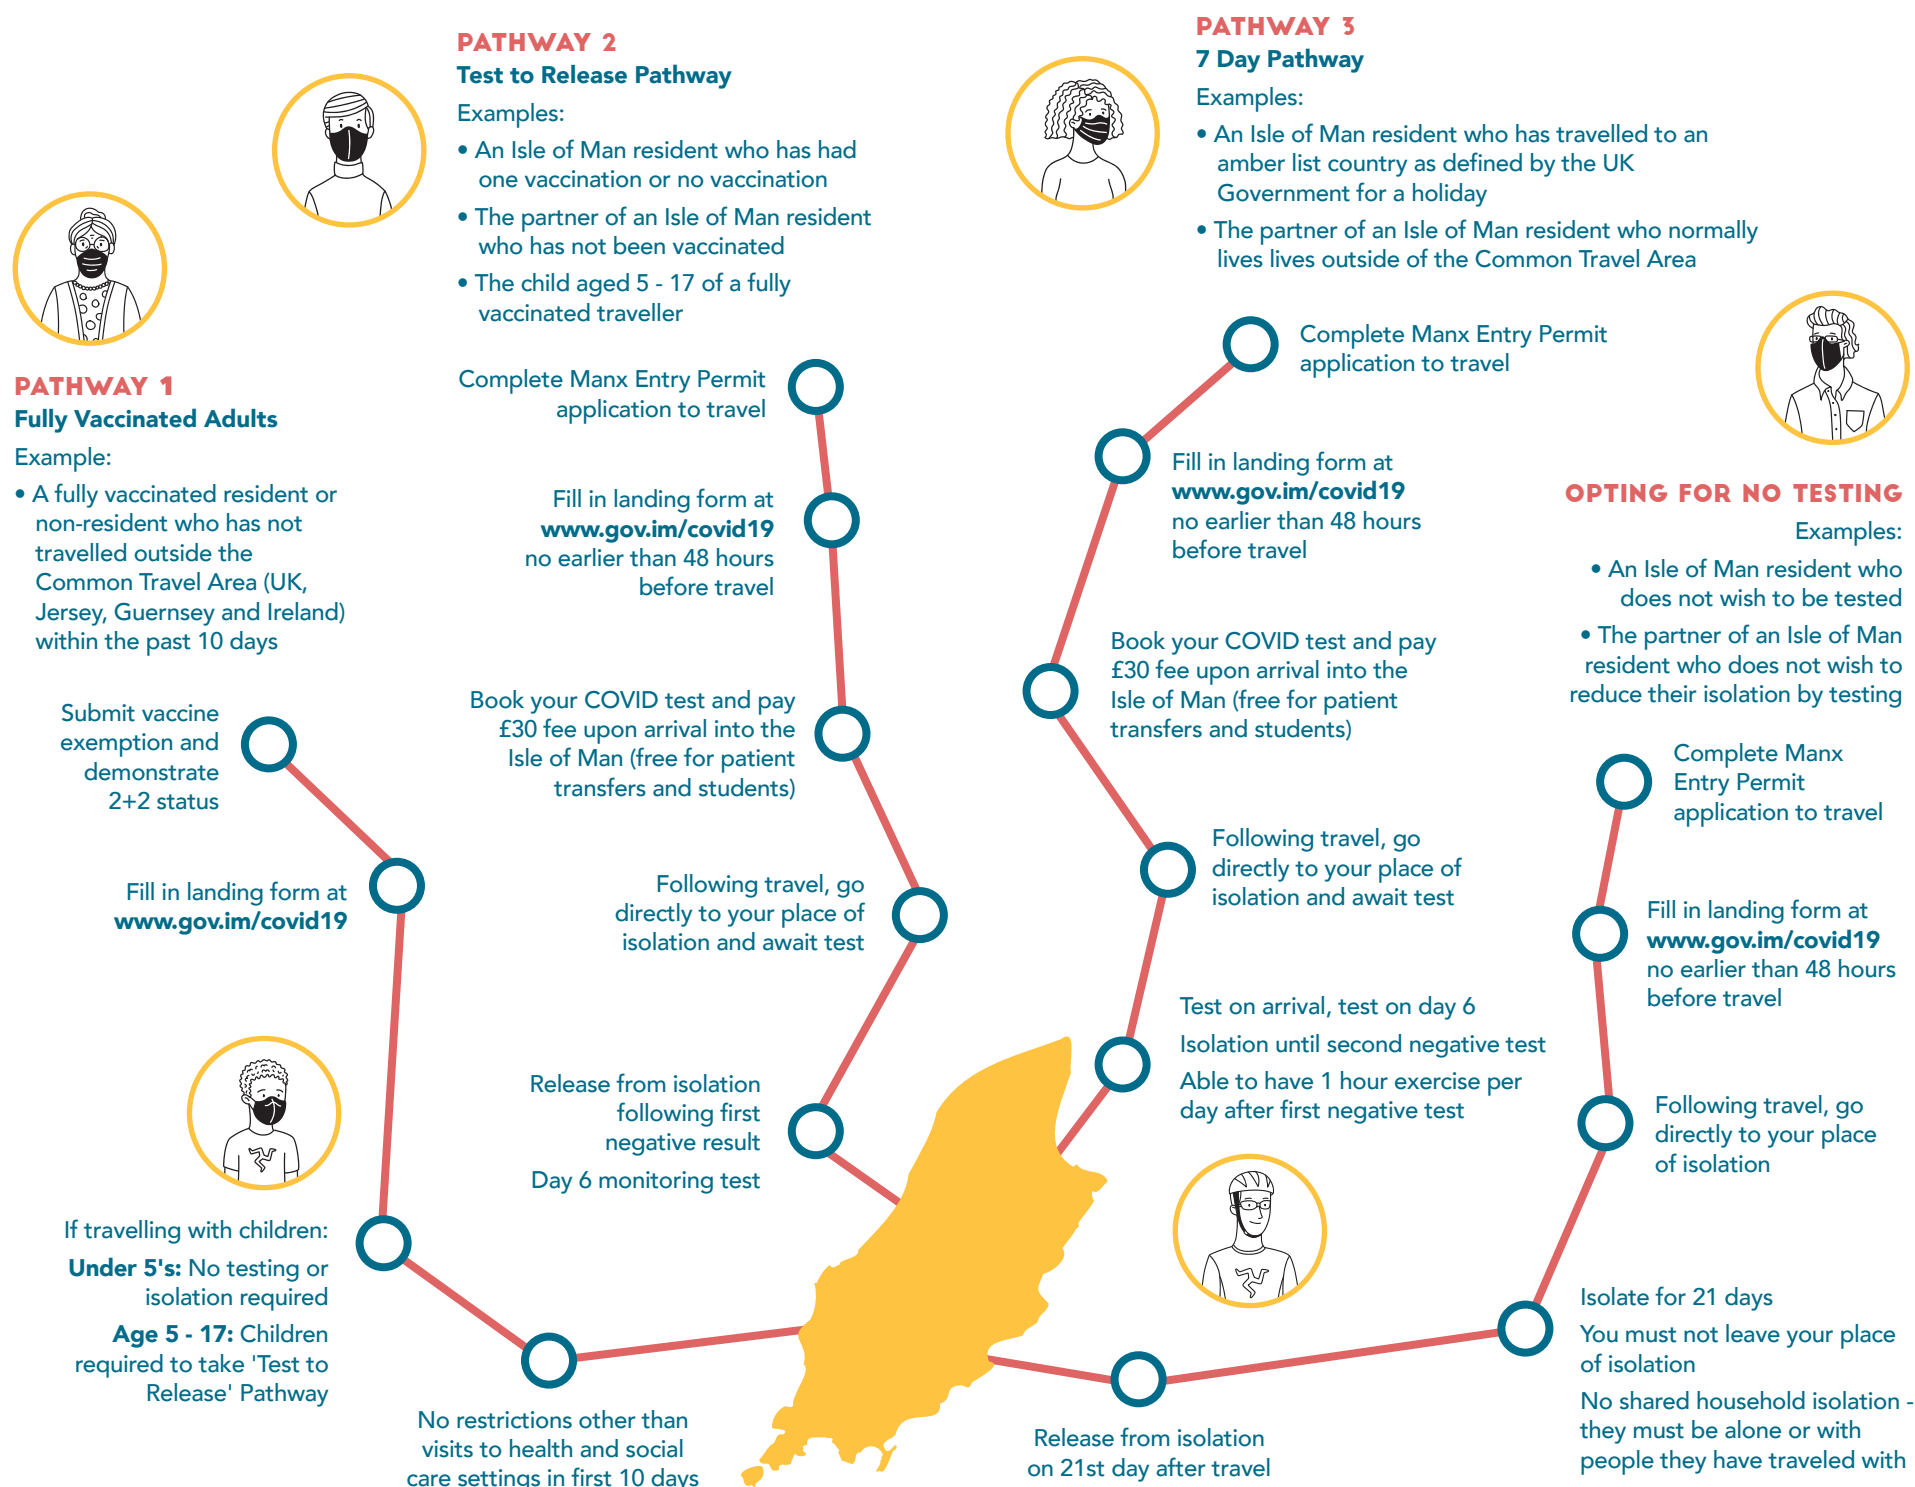 PATHWAY 1
Fully Vaccinated Adults
Example:
• A fully vaccinated resident or
non-resident who has not
travelled outside the
Common Travel Area (UK,
Jersey, Guernsey and Ireland)
within the past 10 days
Submit vaccine
exemption and
demonstrate
2+2 status
Fill in landing form at
www.gov.im/covid19
If travelling with children:
Under 5's: No testing or
isolation required
Age 5 - 17: Children
required to take 'Test to
Release' Pathway
No restrictions other than
visits to health and social
care settings in first 10 days
PATHWAY 2
Test to Release Pathway
Examples:
• An Isle of Man resident who has had
one vaccination or no vaccination
• The partner of an Isle of Man resident
who has not been vaccinated
• The child aged 5 - 17 of a fully
vaccinated traveller
Complete Manx Entry Permit
application to travel
Fill in landing form at
www.gov.im/covid19
no earlier than 48 hours
before travel
Book your COVID test and pay
£30 fee upon arrival into the
Isle of Man (free for patient
transfers and students)
Following travel, go
directly to your place of
isolation and await test
Release from isolation
following first
negative result
Day 6 monitoring test
PATHWAY 3
7 Day Pathway
Examples:
• An Isle of Man resident who has travelled to an
amber list country as defined by the UK
Government for a holiday
• The partner of an Isle of Man resident who normally
lives lives outside of the Common Travel Area
Complete Manx Entry Permit
application to travel
Fill in landing form at
www.gov.im/covid19
no earlier than 48 hours
before travel
Book your COVID test and pay
£30 fee upon arrival into the
Isle of Man (free for patient
transfers and students)
Following travel, go
directly to your place of
isolation and await test
Test on arrival, test on day 6
Isolation until second negative test
Able to have 1 hour exercise per
day after first negative test
OPTING FOR NO TESTING
Examples:
• An Isle of Man resident who
does not wish to be tested
• The partner of an Isle of Man
resident who does not wish to
reduce their isolation by testing
Complete Manx
Entry Permit
application to travel
Fill in landing form at
www.gov.im/covid19
no earlier than 48 hours
before travel
Following travel, go
directly to your place
of isolation
Isolate for 21 days
You must not leave your place
of isolation
No shared household isolation -
they must be alone or with
people they have traveled with
Release from isolation
on 21st day after travel